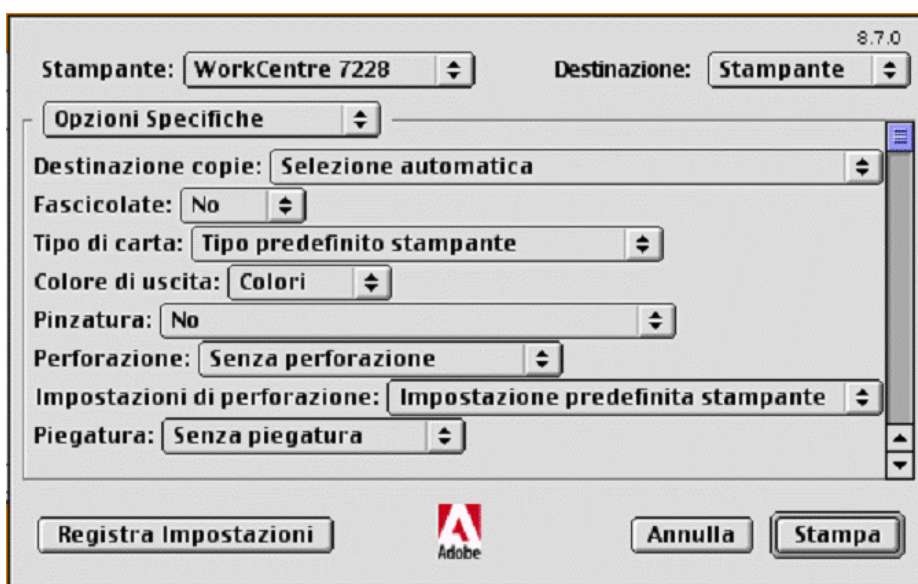 8.7.0
Stampante: WorkCentre 7228 Destinazione: Stampante
Opzioni Specifiche
Destinazione copie: Selezione automatica
Fascicolate: No
Tipo di carta: Tipo predefinito stampante
Colore di uscita: Colori
Pinzatura: No
Perforazione: Senza perforazione
Impostazioni di perforazione: Impostazione predefinita stampante
Piegatura: Senza piegatura
Registra Impostazioni Adobe Annulla Stampa